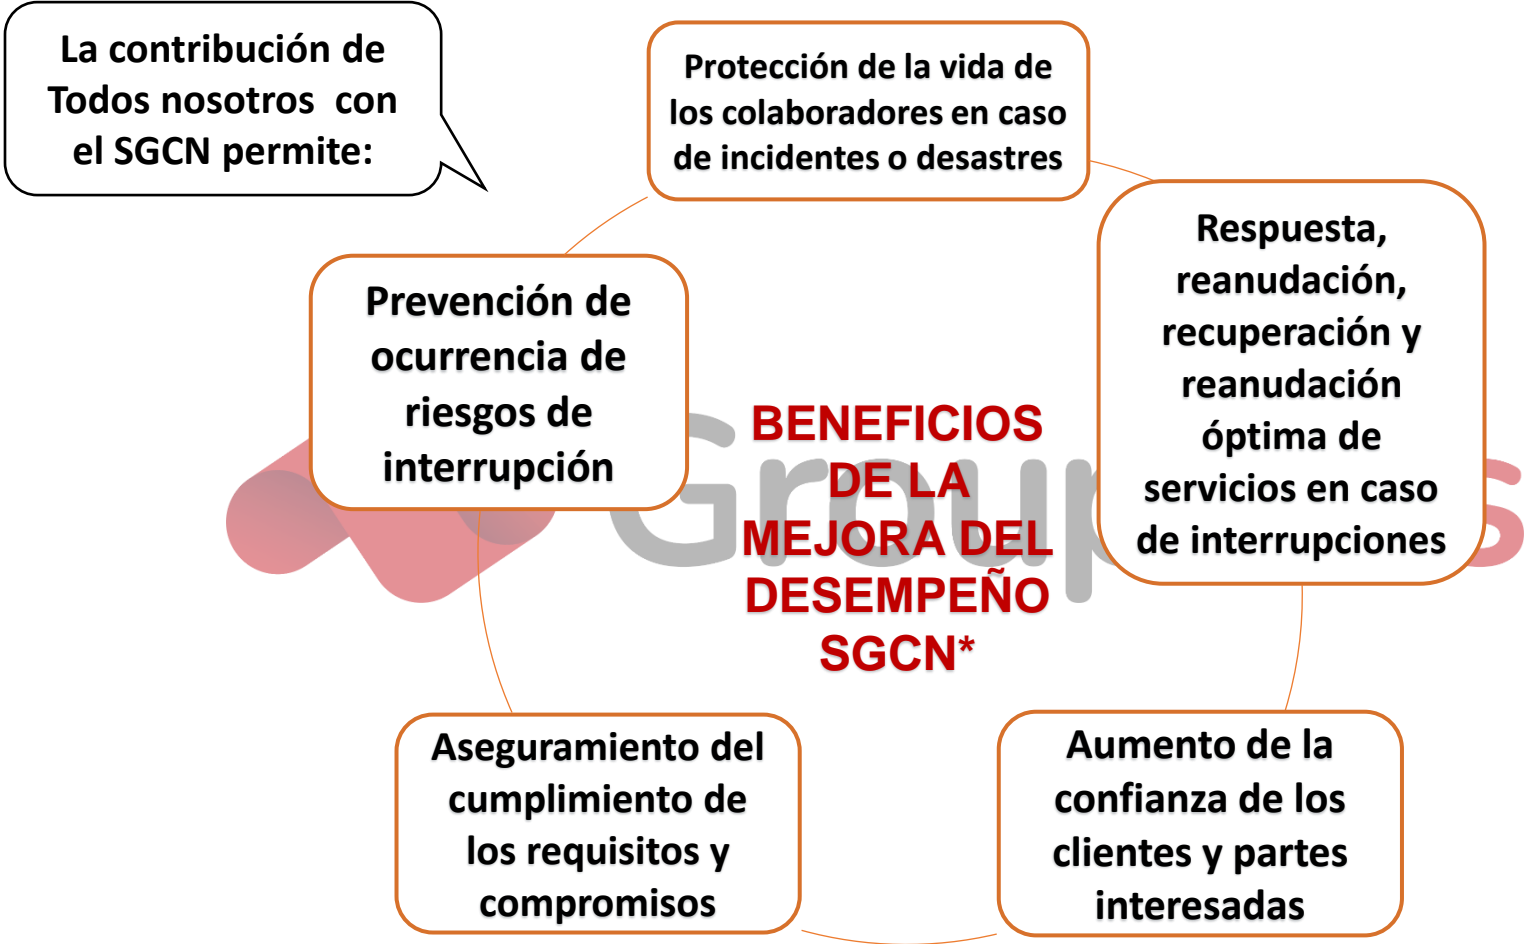 La contribución de
Todos nosotros con
el SGCN permite:
Protección de la vida de
los colaboradores en caso
de incidentes o desastres
Respuesta,
reanudación,
recuperación y
reanudación
óptima de
servicios en caso
de interrupciones
Prevención de
ocurrencia de
riesgos de
interrupción
BENEFICIOS
DE LA
MEJORA DEL
DESEMPEÑO
SGCN*
Group
s
Aseguramiento del
cumplimiento de
los requisitos y
compromisos
Aumento de la
confianza de los
clientes y partes
interesadas